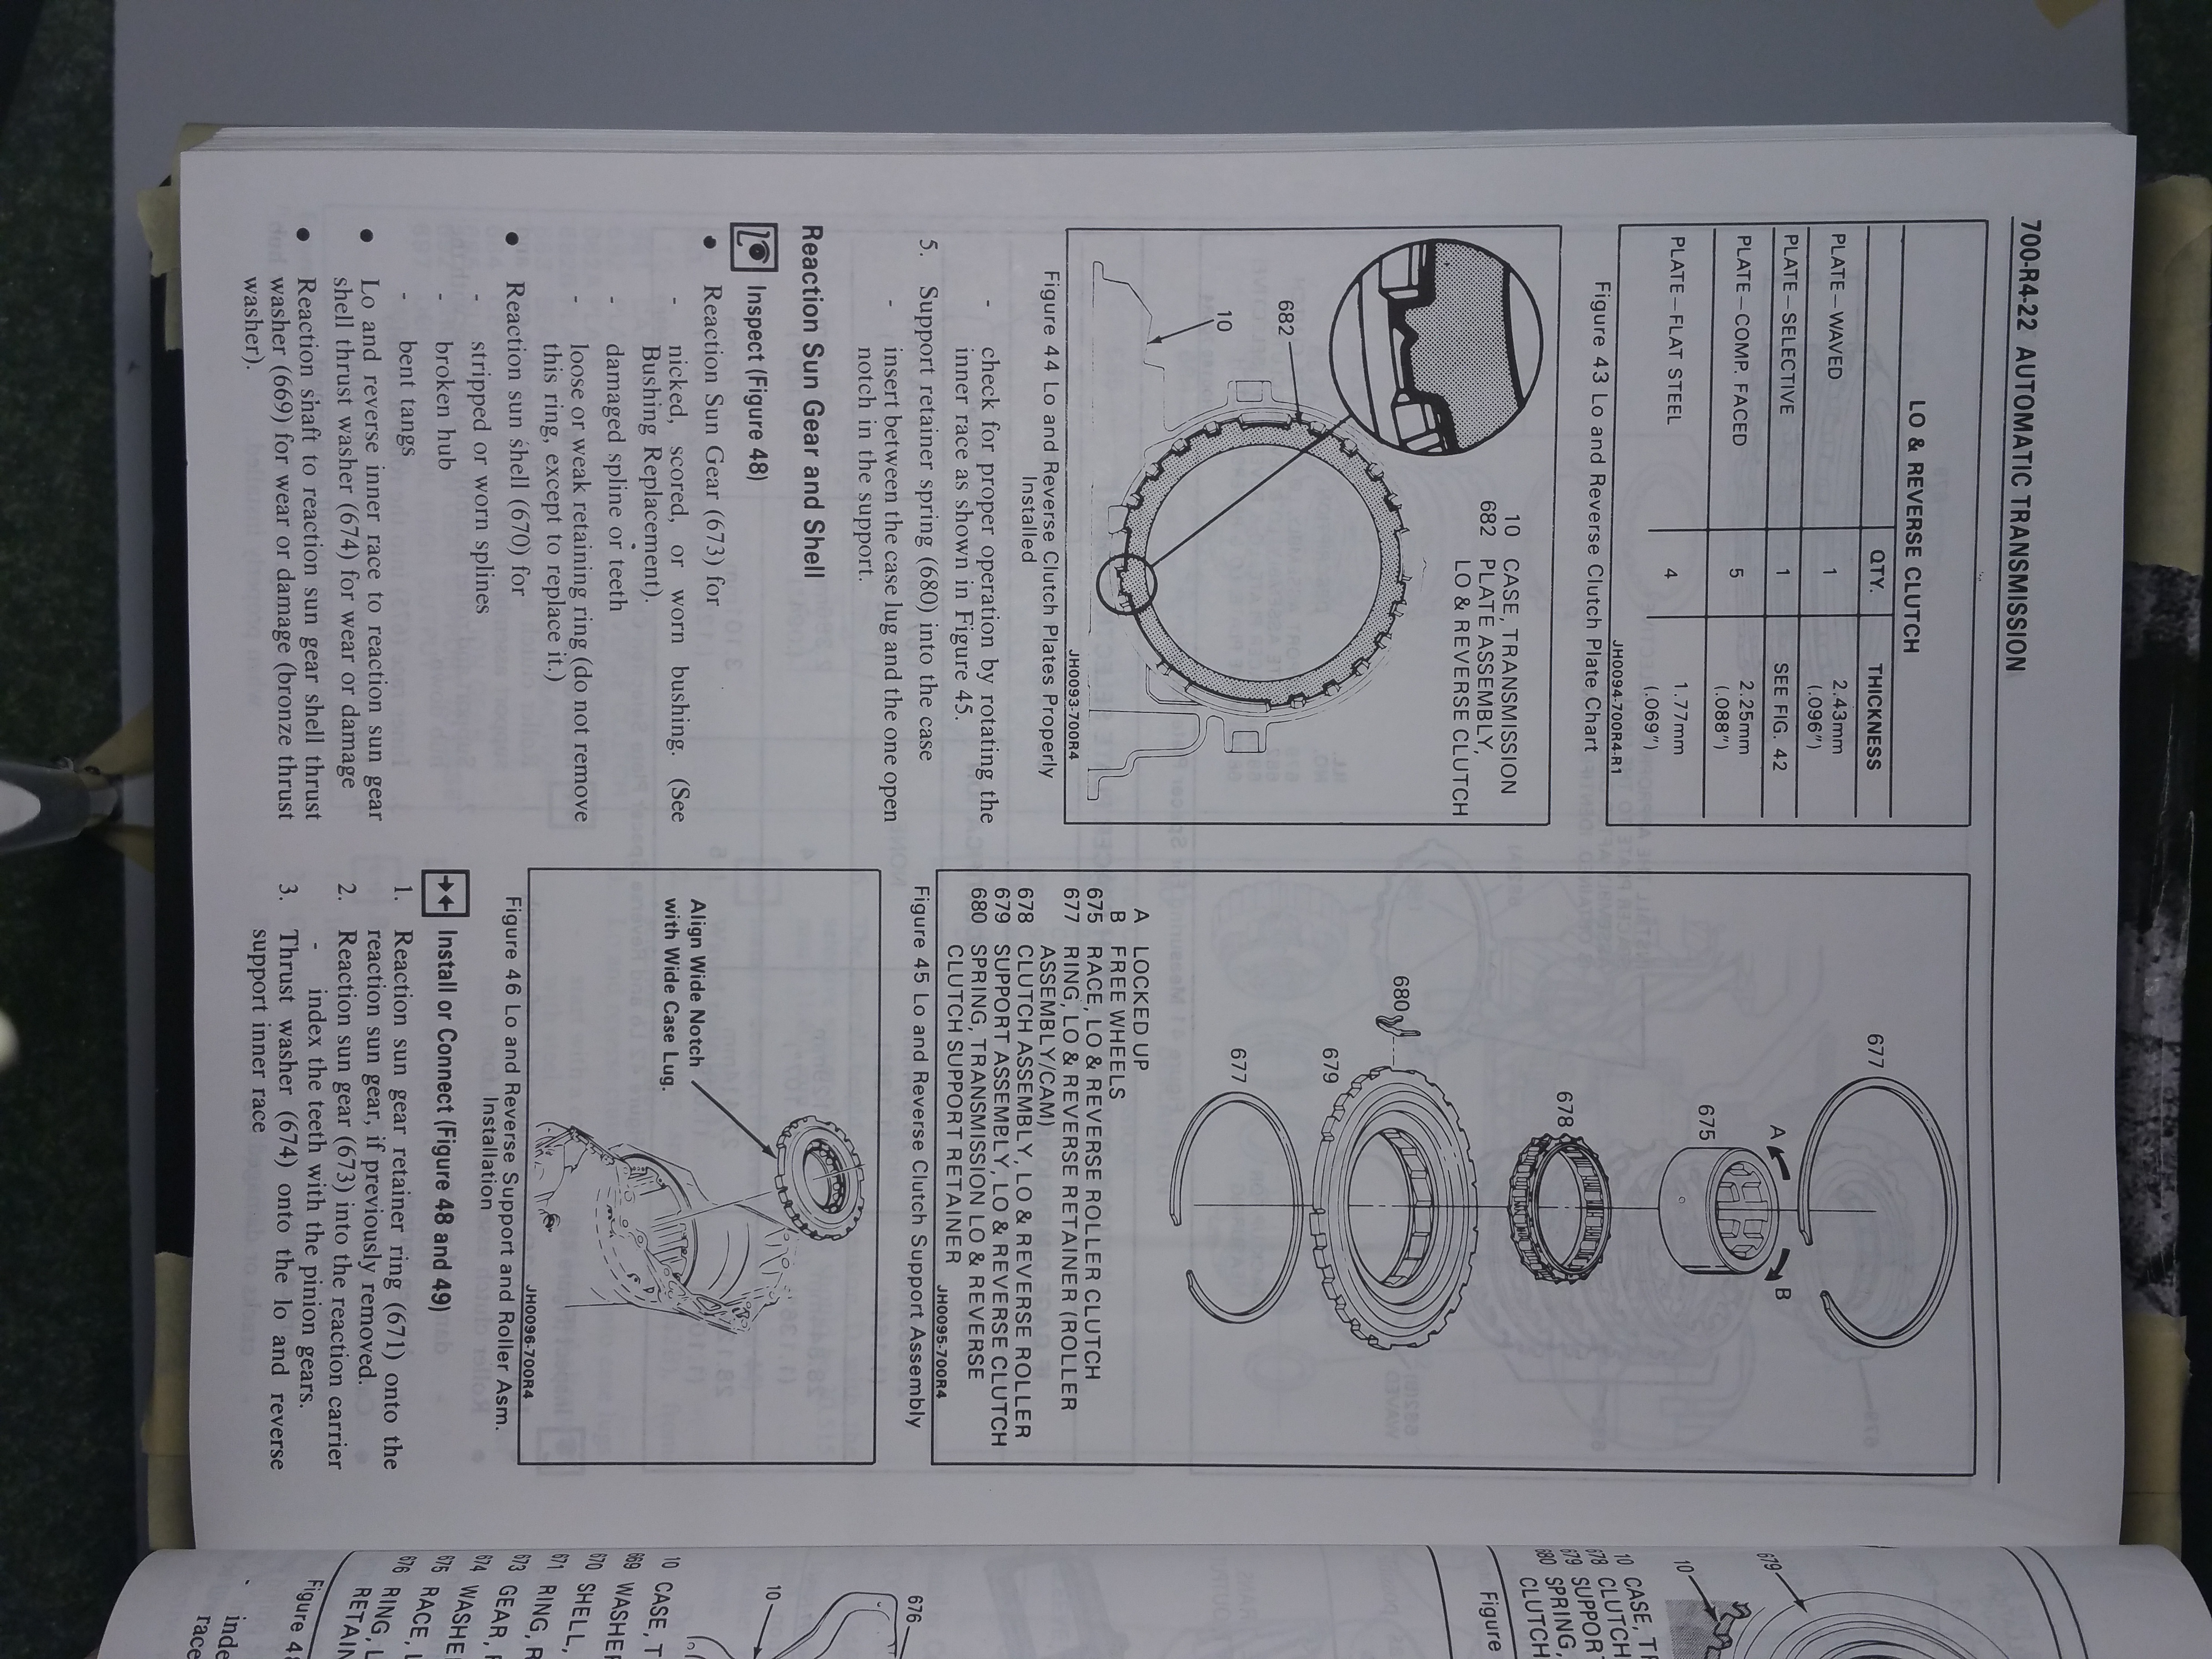 700-R4-22 AUTOMATIC TRANSMISSION
LO & REVERSE CLUTCH
QTY. THICKNESS
PLATE—WAVED 1 2.43mm
(.096")
PLATE—SELECTIVE 1 SEE FIG. 42
PLATE—COMP. FACED 5 2.25mm
(.088")
PLATE—FLAT STEEL 4 1.77mm
(.069")
JH0094-700R4-R1
Figure 43 Lo and Reverse Clutch Plate Chart
10 CASE, TRANSMISSION
682 PLATE ASSEMBLY,
LO & REVERSE CLUTCH
682
10
JH0093-700R4
Figure 44 Lo and Reverse Clutch Plates Properly
Installed
- check for proper operation by rotating the
inner race as shown in Figure 45.
5. Support retainer spring (680) into the case
- insert between the case lug and the one open
notch in the support.
Reaction Sun Gear and Shell
Inspect (Figure 48)
• Reaction Sun Gear (673) for
- nicked, scored, or worn bushing. (See
Bushing Replacement).
- damaged spline or teeth
- loose or weak retaining ring (do not remove
this ring, except to replace it.)
• Reaction sun shell (670) for
- stripped or worn splines
- broken hub
- bent tangs
• Lo and reverse inner race to reaction sun gear
shell thrust washer (674) for wear or damage
• Reaction shaft to reaction sun gear shell thrust
washer (669) for wear or damage (bronze thrust
washer).
677
A
B
675
678
680
679
677
A LOCKED UP
B FREE WHEELS
675 RACE, LO & REVERSE ROLLER CLUTCH
677 RING, LO & REVERSE RETAINER (ROLLER
ASSEMBLY/CAM)
678 CLUTCH ASSEMBLY, LO & REVERSE ROLLER
679 SUPPORT ASSEMBLY, LO & REVERSE CLUTCH
680 SPRING, TRANSMISSION LO & REVERSE
CLUTCH SUPPORT RETAINER
JH0095-700R4
Figure 45 Lo and Reverse Clutch Support Assembly
Align Wide Notch
with Wide Case Lug.
JH0096-700R4
Figure 46 Lo and Reverse Support and Roller Asm.
Installation
Install or Connect (Figure 48 and 49)
1. Reaction sun gear retainer ring (671) onto the
reaction sun gear, if previously removed.
2. Reaction sun gear (673) into the reaction carrier
- index the teeth with the pinion gears.
3. Thrust washer (674) onto the lo and reverse
support inner race
679
10
10 CASE, TR
678 CLUTCH
679 SUPPOR
680 SPRING,
CLUTCH
Figure
676
10
10 CASE, T
669 WASHER
670 SHELL,
671 RING, R
673 GEAR, R
674 WASHE
675 RACE, L
676 RING, L
RETAIN
Figure 48
- inde
race